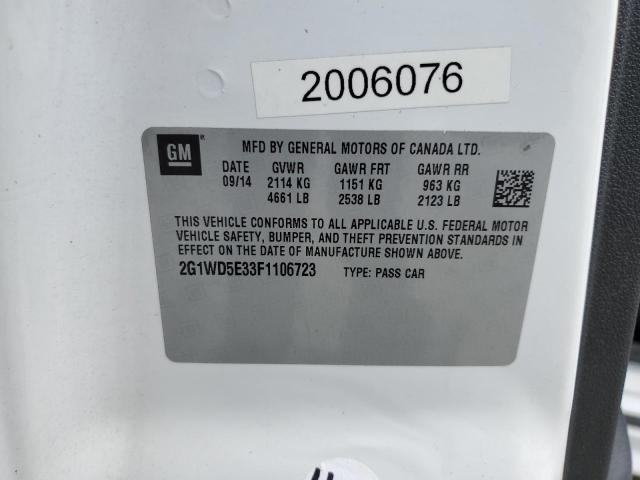 2006076
GM ®
MFD BY GENERAL MOTORS OF CANADA LTD.
DATE GVWR GAWR FRT GAWR RR
09/14 2114 KG 1151 KG 963 KG
4661 LB 2538 LB 2123 LB
THIS VEHICLE CONFORMS TO ALL APPLICABLE U.S. FEDERAL MOTOR
VEHICLE SAFETY, BUMPER, AND THEFT PREVENTION STANDARDS IN
EFFECT ON THE DATE OF MANUFACTURE SHOWN ABOVE.
2G1WD5E33F1106723 TYPE: PASS CAR